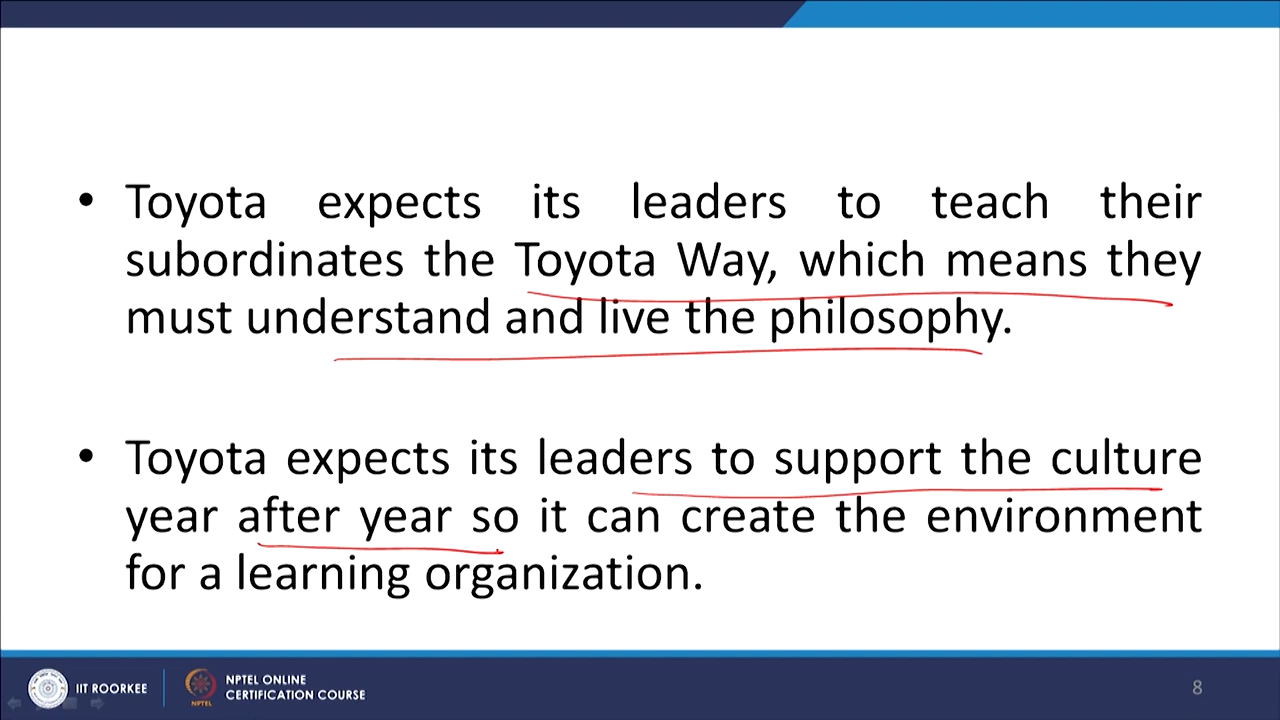 • Toyota expects its leaders to teach their
subordinates the Toyota Way, which means they
must understand and live the philosophy.
• Toyota expects its leaders to support the culture
year after year so it can create the environment
for a learning organization.
IIT ROORKEE
NPTEL
NPTEL ONLINE
CERTIFICATION COURSE
8